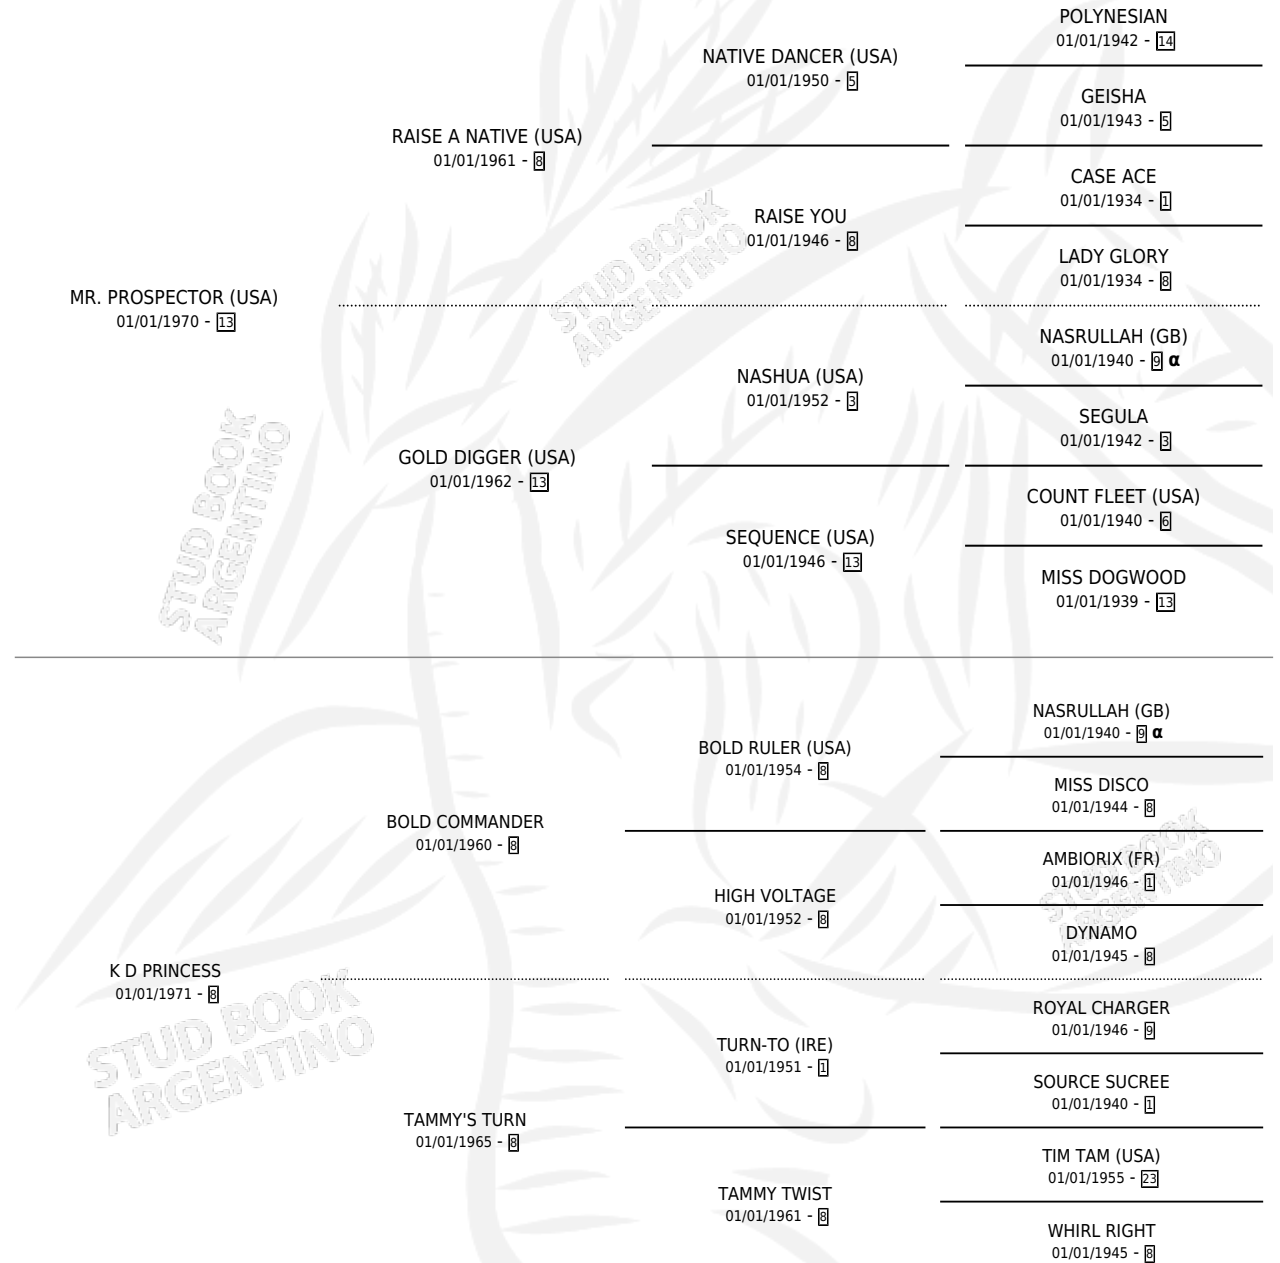 POLYNESIAN
01/01/1942 - 14
NATIVE DANCER (USA)
01/01/1950 - 5
GEISHA
01/01/1943 - 5
RAISE A NATIVE (USA)
01/01/1961 - 8
CASE ACE
01/01/1934 - 1
RAISE YOU
01/01/1946 - 8
LADY GLORY
01/01/1934 - 8
STUD BOOK
ARGENTINO
MR. PROSPECTOR (USA)
01/01/1970 - 13
NASRULLAH (GB)
01/01/1940 - 9 α
NASHUA (USA)
01/01/1952 - 3
SEGULA
01/01/1942 - 3
GOLD DIGGER (USA)
01/01/1962 - 13
COUNT FLEET (USA)
01/01/1940 - 6
SEQUENCE (USA)
01/01/1946 - 13
MISS DOGWOOD
01/01/1939 - 13
STUD BOOK
ARGENTINO
NASRULLAH (GB)
01/01/1940 - 9 α
BOLD RULER (USA)
01/01/1954 - 8
MISS DISCO
01/01/1944 - 8
BOLD COMMANDER
01/01/1960 - 8
AMBIORIX (FR)
01/01/1946 - 1
HIGH VOLTAGE
01/01/1952 - 8
DYNAMO
01/01/1945 - 8
STUD BOOK
ARGENTINO
K D PRINCESS
01/01/1971 - 8
ROYAL CHARGER
01/01/1946 - 9
TURN-TO (IRE)
01/01/1951 - 1
SOURCE SUCREE
01/01/1940 - 1
STUD BOOK
ARGENTINO
TAMMY'S TURN
01/01/1965 - 8
TIM TAM (USA)
01/01/1955 - 23
TAMMY TWIST
01/01/1961 - 8
WHIRL RIGHT
01/01/1945 - 8